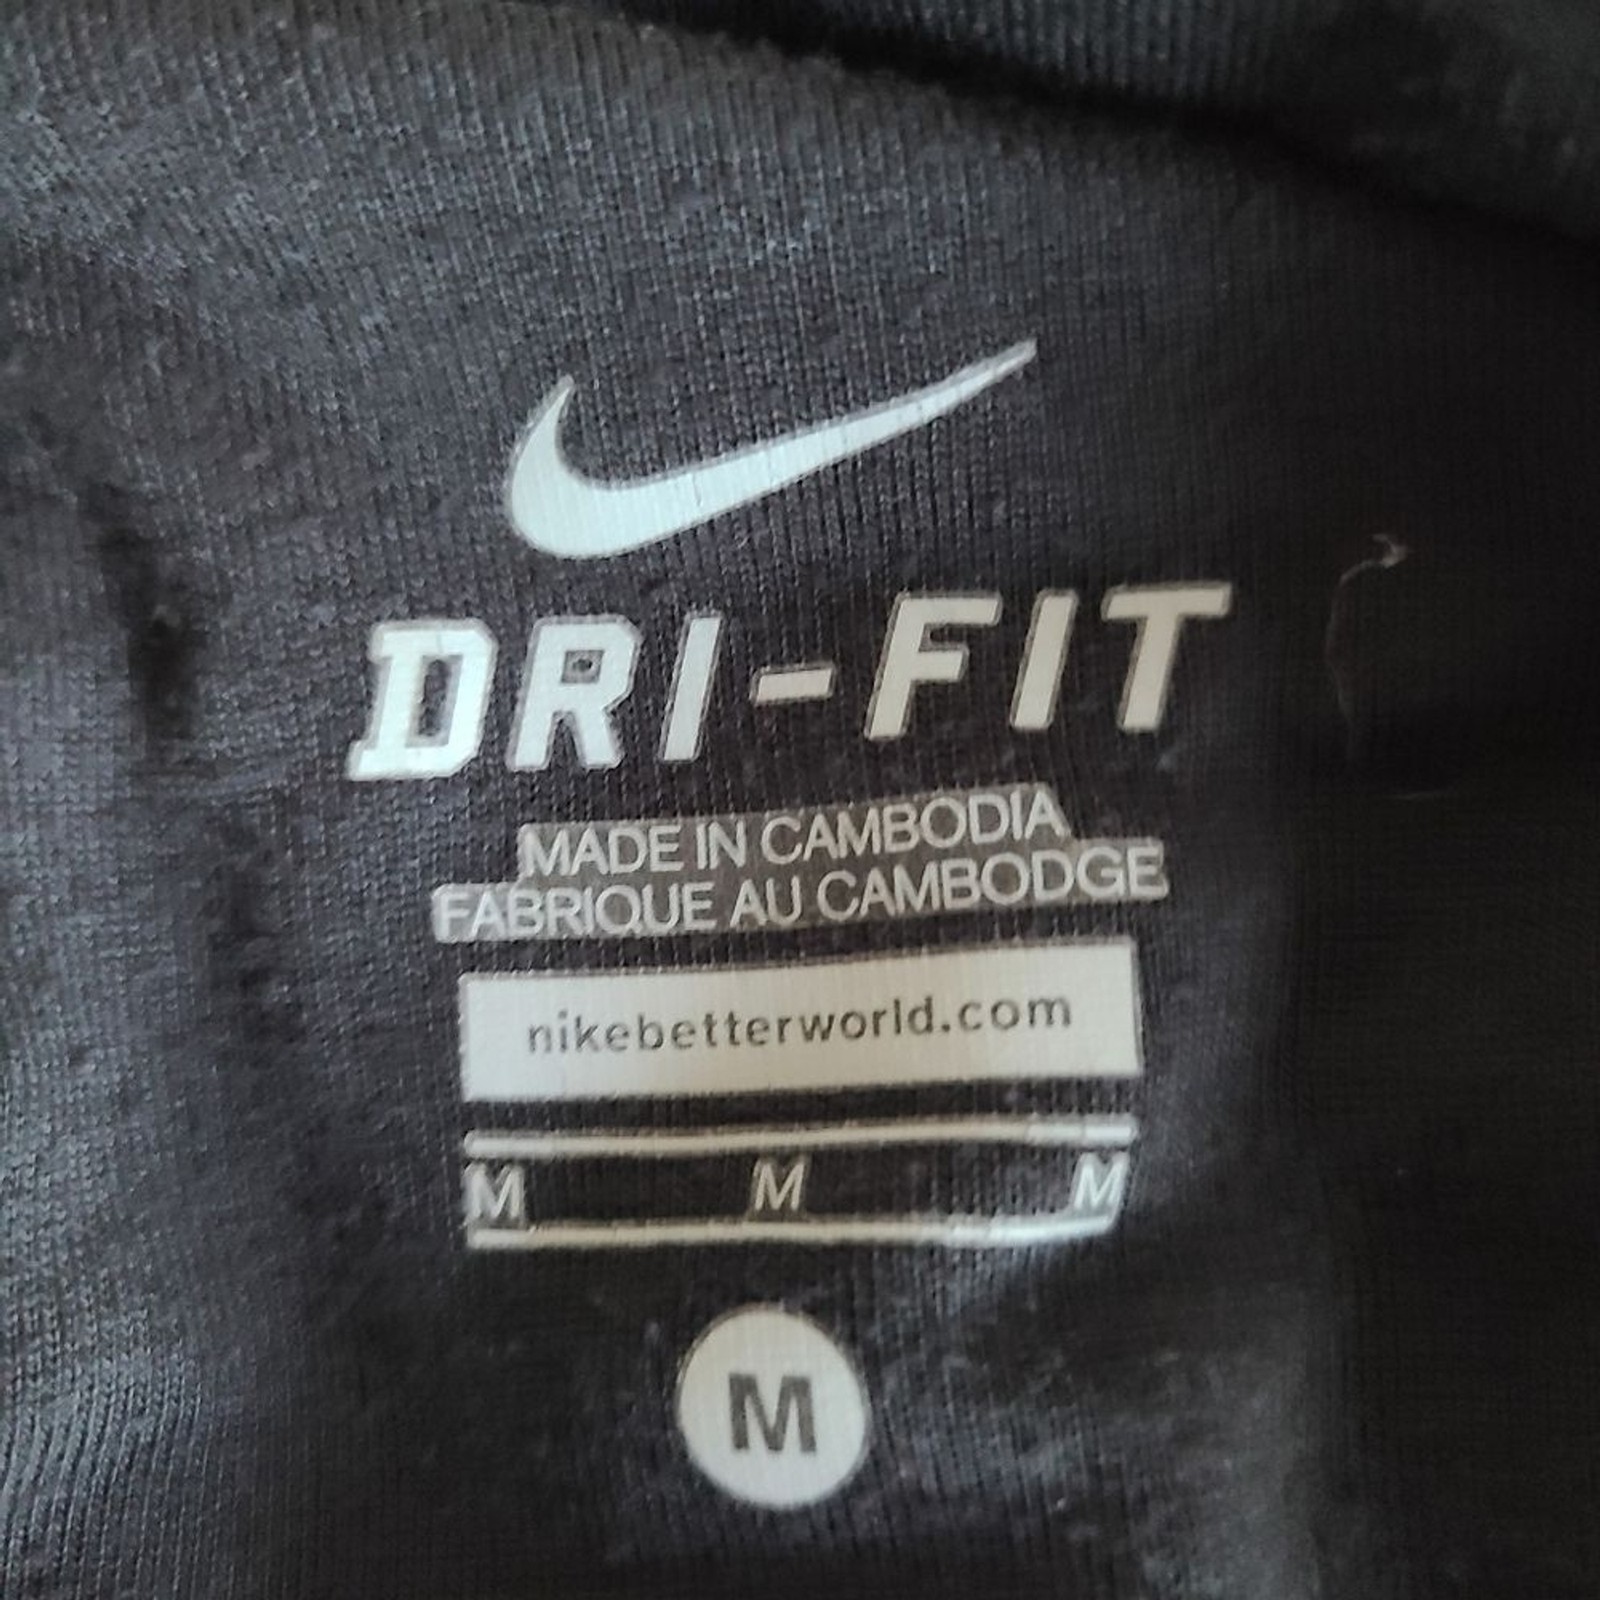 DRI-FIT
MADE IN CAMBODIA
FABRIQUE AU CAMBODGE
nikebetterworld.com
M M M
M